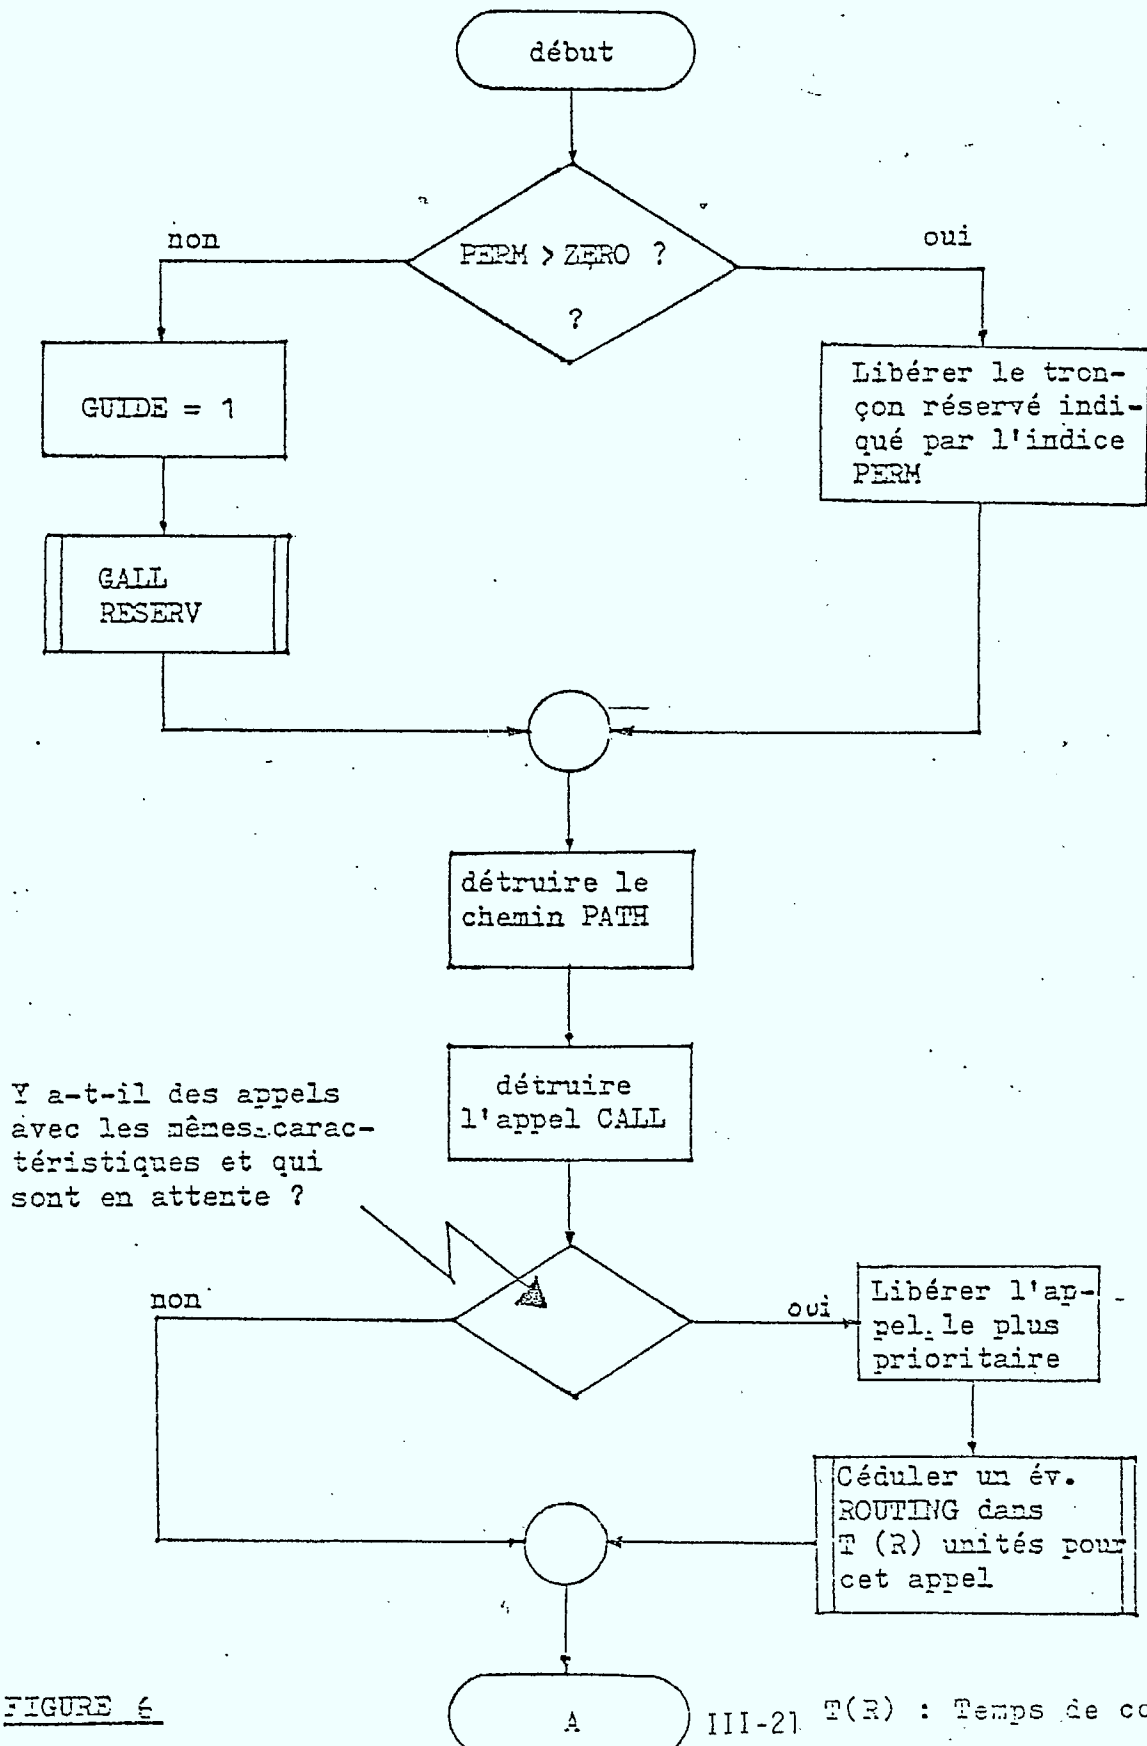 début
non
PERM > ZERO ?
oui
?
GUIDE = 1
Libérer le tron-
çon réservé indi-
qué par l'indice
PERM
CALL
RESERV
détruire le
chemin PATH
détruire
l'appel CALL
Y a-t-il des appels
avec les mêmes carac-
téristiques et qui
sont en attente ?
non
oui
Libérer l'ap-
pel le plus
prioritaire
Céduler un év.
ROUTING dans
T (R) unités pour
cet appel
FIGURE 6
A
III-21
T(R) : Temps de co